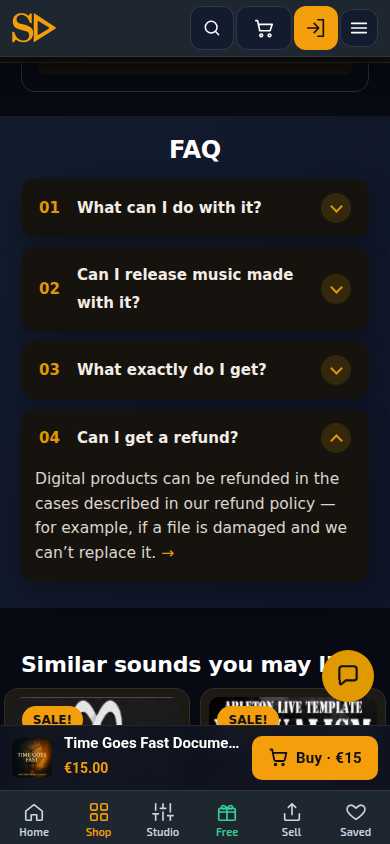 FAQ
01 What can I do with it?
02 Can I release music made
with it?
03 What exactly do I get?
04 Can I get a refund?
Digital products can be refunded in the
cases described in our refund policy —
for example, if a file is damaged and we
can’t replace it. →
Similar sounds you may
SALE!
SALE!
ABLETON LIVE TEMPLATE
Time Goes Fast Docume…
€15.00
Buy · €15
TIME GOES FAST
Home
Shop
Studio
Free
Sell
Saved